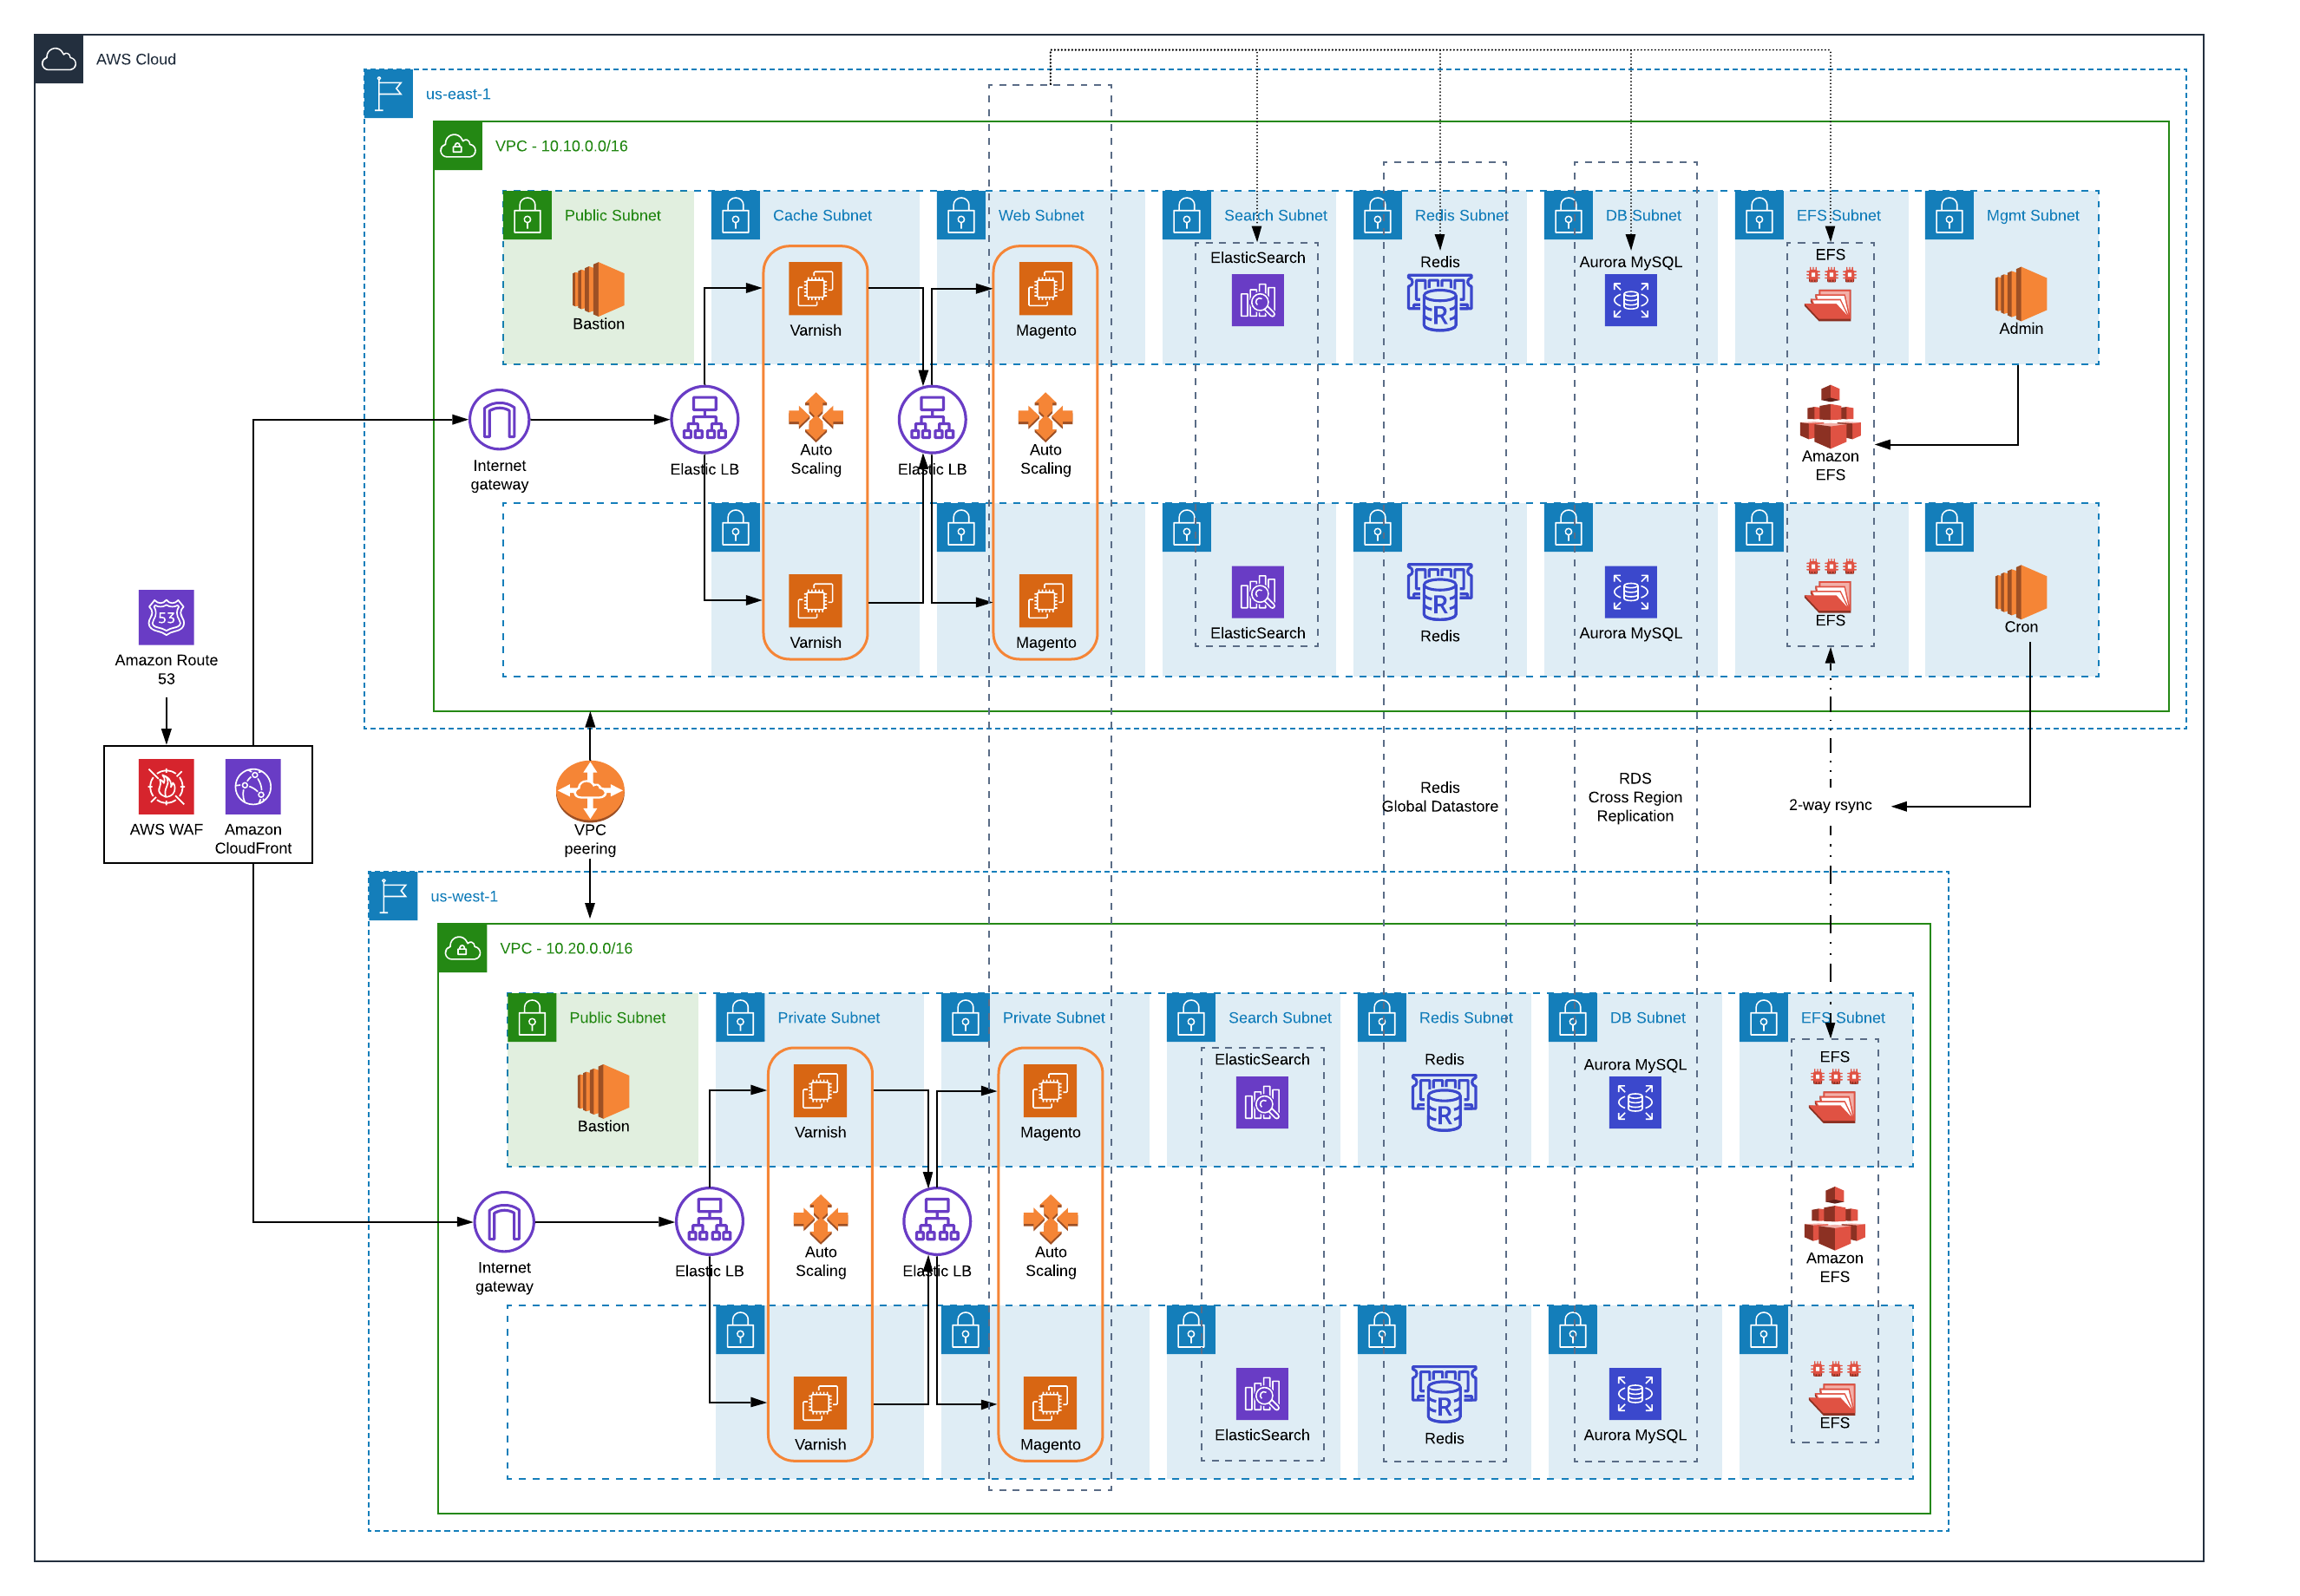 AWS Cloud
us-east-1
VPC - 10.10.0.0/16
Public Subnet
Cache Subnet
Web Subnet
Search Subnet
Redis Subnet
DB Subnet
EFS Subnet
Mgmt Subnet
Bastion
Varnish
Magento
ElasticSearch
Redis
Aurora MySQL
EFS
Admin
Internet
gateway
Elastic LB
Auto
Scaling
Elastic LB
Auto
Scaling
Amazon
EFS
Varnish
Magento
ElasticSearch
Redis
Aurora MySQL
EFS
Cron
53
Amazon Route
53
AWS WAF
Amazon
CloudFront
VPC
peering
Redis
Global Datastore
RDS
Cross Region
Replication
2-way rsync
us-west-1
VPC - 10.20.0.0/16
Public Subnet
Private Subnet
Private Subnet
Search Subnet
Redis Subnet
DB Subnet
EFS Subnet
Bastion
Varnish
Magento
ElasticSearch
Redis
Aurora MySQL
EFS
Internet
gateway
Elastic LB
Auto
Scaling
Elastic LB
Auto
Scaling
Amazon
EFS
Varnish
Magento
ElasticSearch
Redis
Aurora MySQL
EFS
R
R
R
R